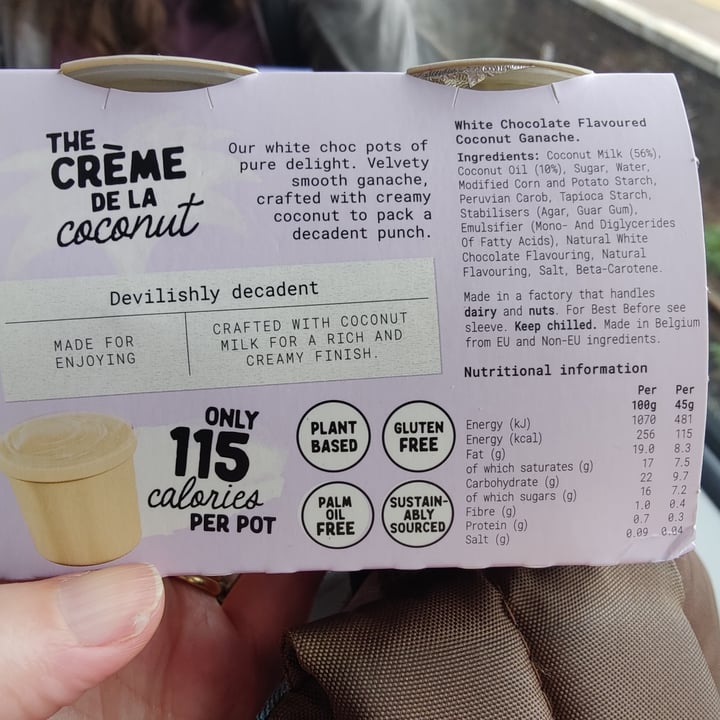 THE
CRÈME
DE LA
coconut
Our white choc pots of
pure delight. Velvety
smooth ganache,
crafted with creamy
coconut to pack a
decadent punch.
Devilishly decadent
MADE FOR
ENJOYING
CRAFTED WITH COCONUT
MILK FOR A RICH AND
CREAMY FINISH.
ONLY
115
calories
PER POT
PLANT
BASED
GLUTEN
FREE
PALM
OIL
FREE
SUSTAIN-
ABLY
SOURCED
White Chocolate Flavoured
Coconut Ganache.
Ingredients: Coconut Milk (56%),
Coconut Oil (10%), Sugar, Water,
Modified Corn and Potato Starch,
Peruvian Carob, Tapioca Starch,
Stabilisers (Agar, Guar Gum),
Emulsifier (Mono- And Diglycerides
Of Fatty Acids), Natural White
Chocolate Flavouring, Natural
Flavouring, Salt, Beta-Carotene.
Made in a factory that handles
dairy and nuts. For Best Before see
sleeve. Keep chilled. Made in Belgium
from EU and Non-EU ingredients.
Nutritional information
Per Per
100g 45g
Energy (kJ) 1070 481
Energy (kcal) 256 115
Fat (g) 19.0 8.3
of which saturates (g) 17 7.5
Carbohydrate (g) 22 9.7
of which sugars (g) 16 7.2
Fibre (g) 1.0 0.4
Protein (g) 0.7 0.3
Salt (g) 0.09 0.04